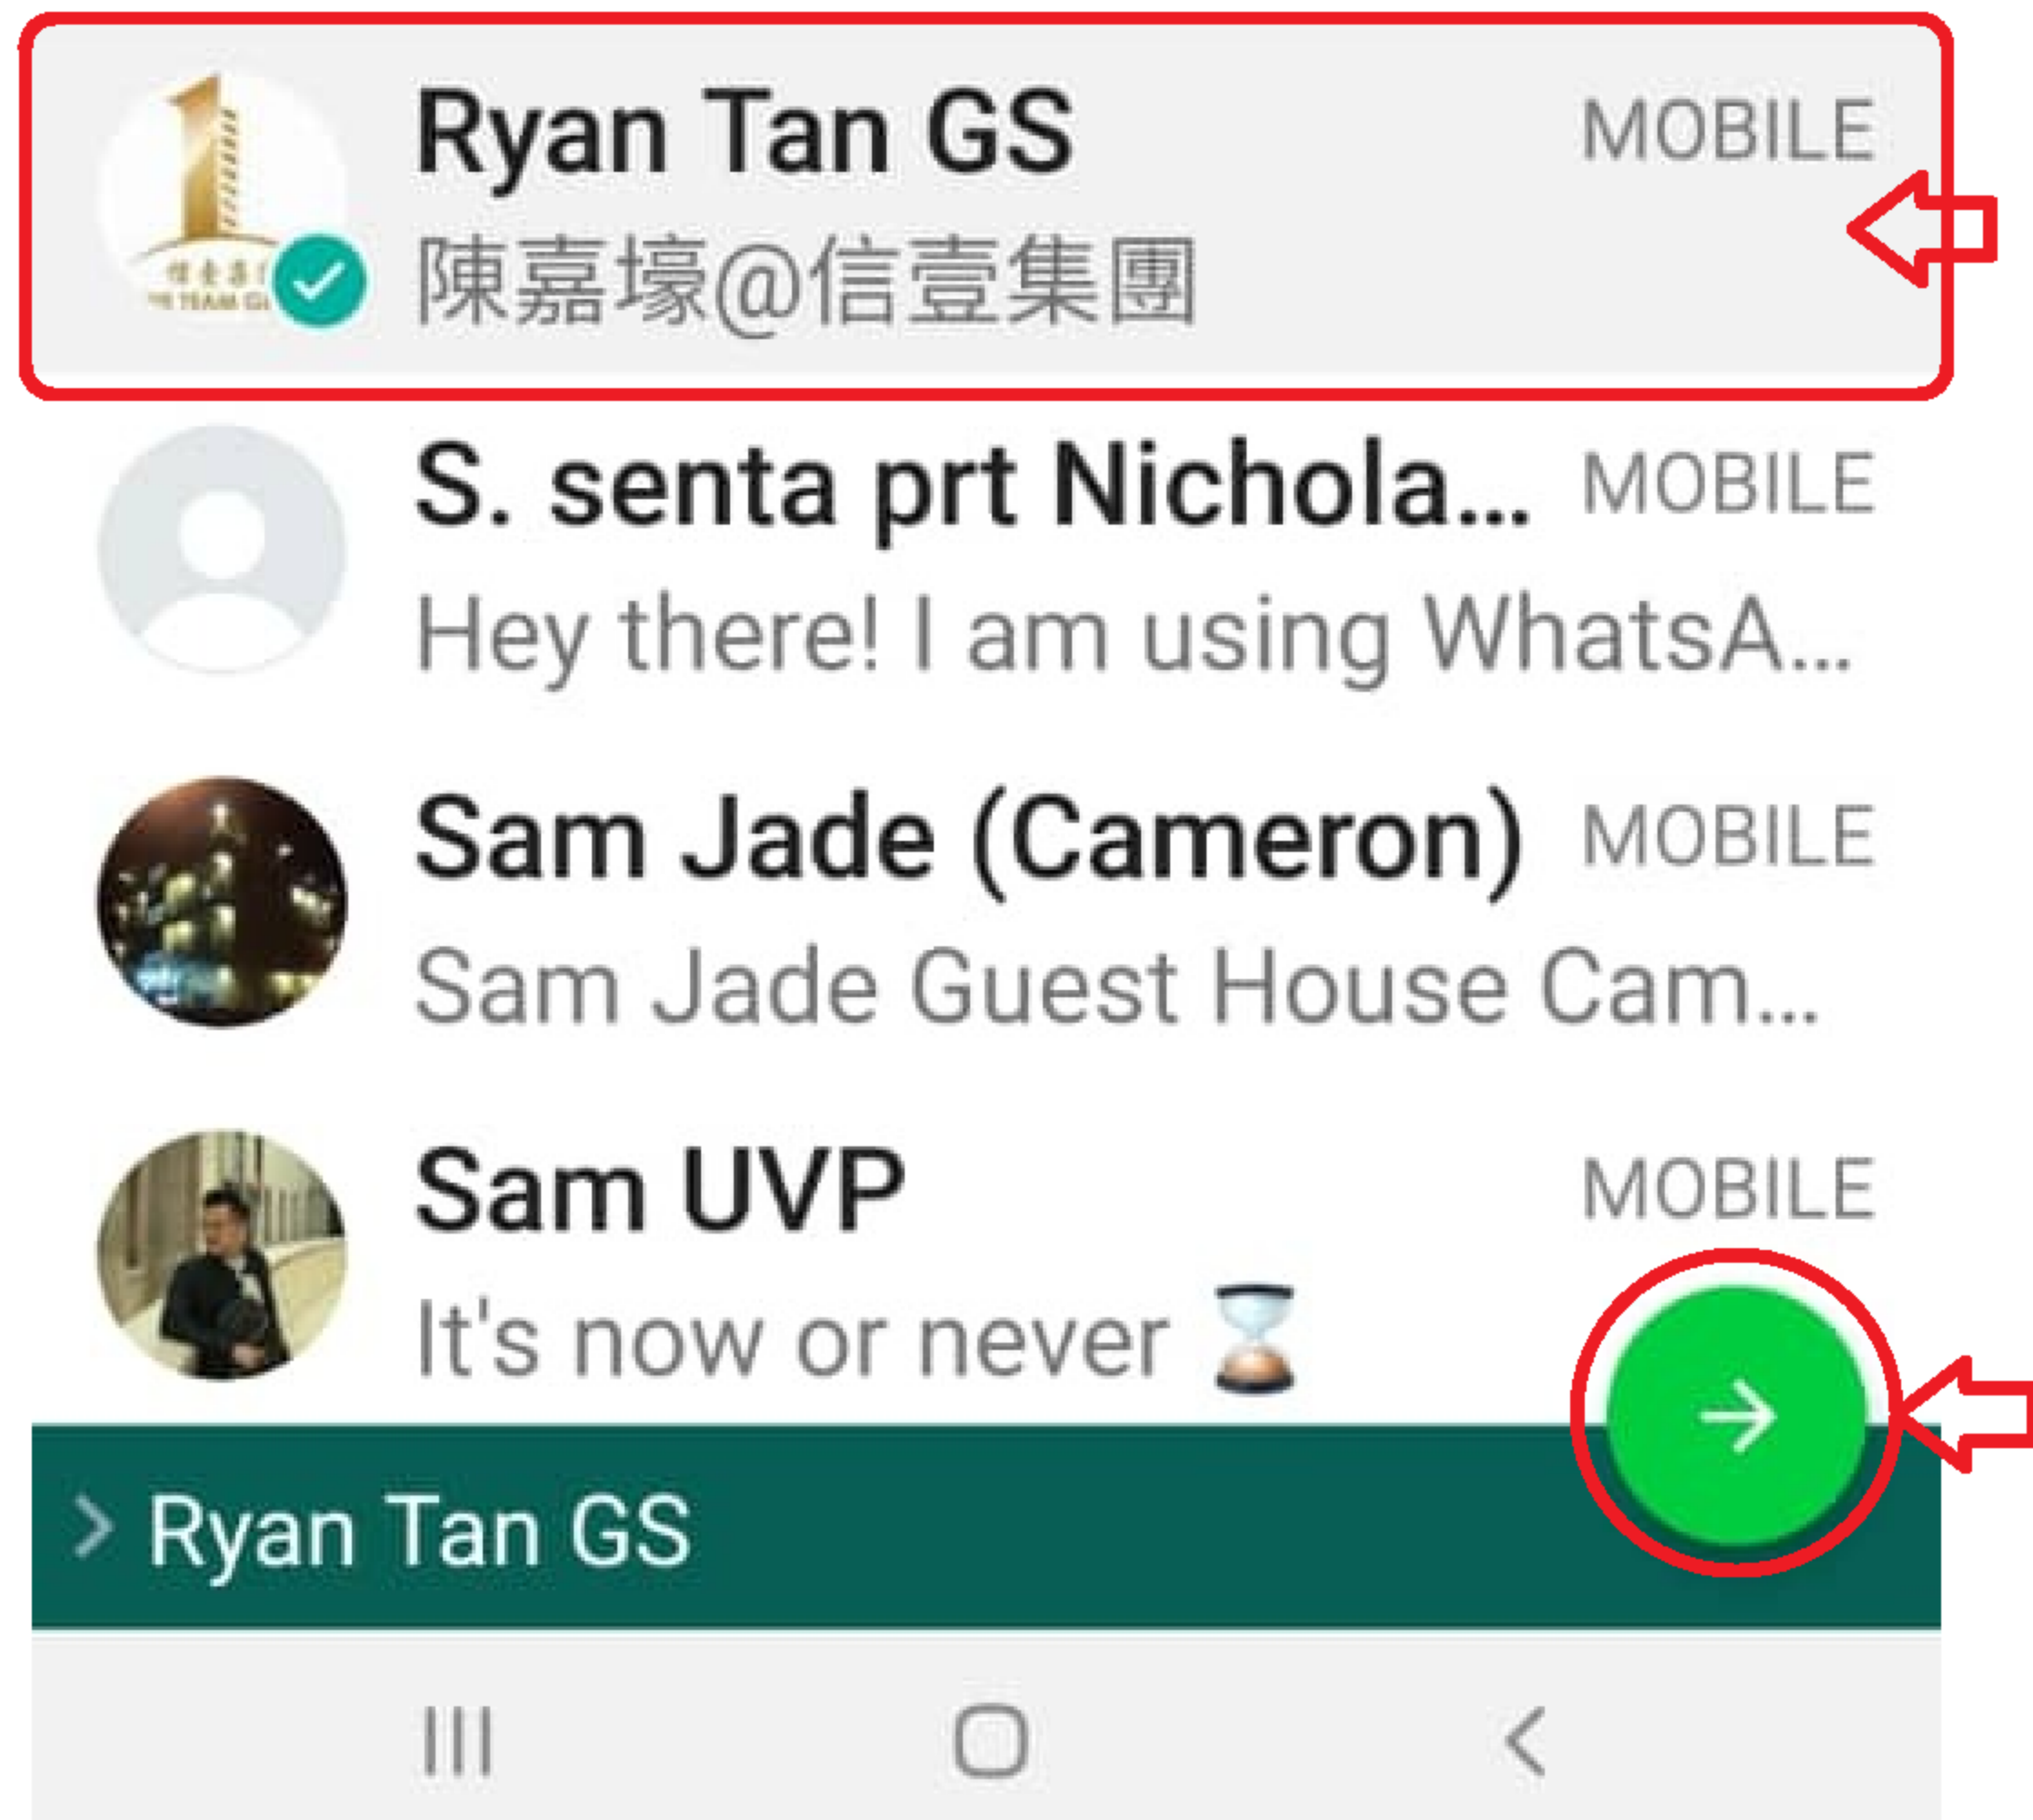 Ryan Tan GS MOBILE
陳嘉壕@信壹集團
S. senta prt Nichola... MOBILE
Hey there! I am using WhatsA...
Sam Jade (Cameron) MOBILE
Sam Jade Guest House Cam...
Sam UVP MOBILE
It's now or never ⏳
Ryan Tan GS